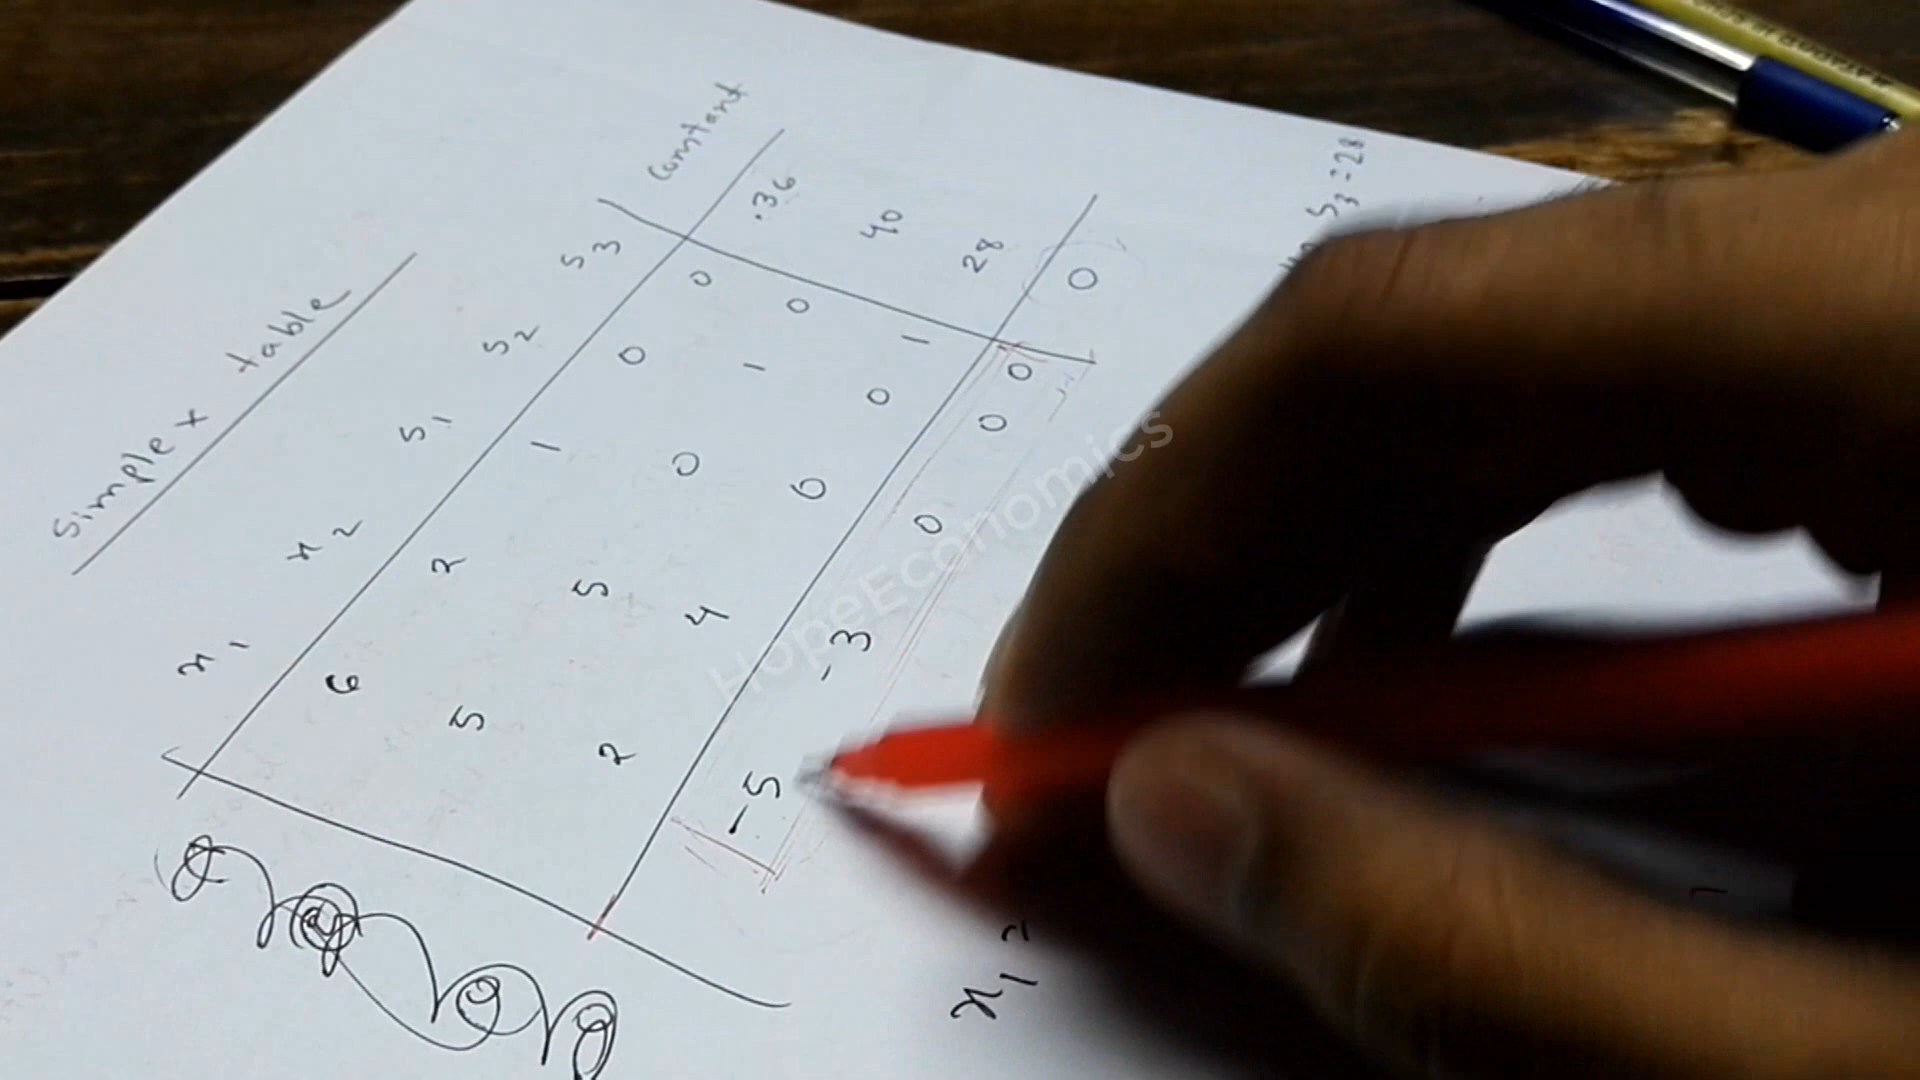 Simplex table
x1 x2 s1 s2 s3 Constant
6 2 1 0 0 36
5 5 0 1 0 40
2 4 0 0 1 28
-5 -3 0 0 0 0
x1 =
s3 = 28
HopeEconomics